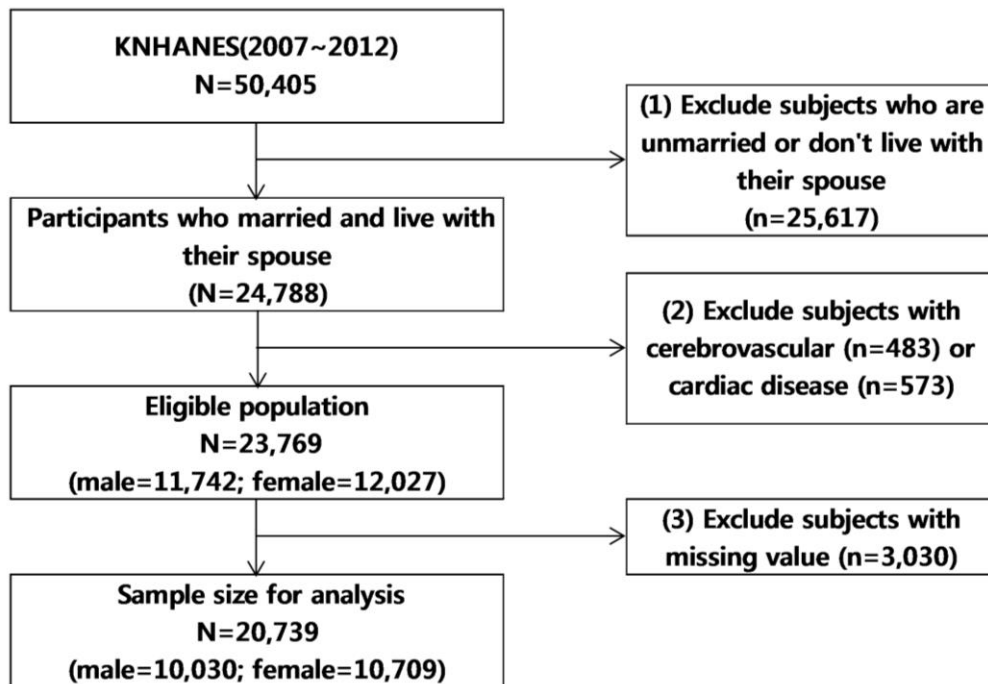 KNHANES(2007~2012)
N=50,405
(1) Exclude subjects who are
unmarried or don't live with
their spouse
(n=25,617)
Participants who married and live with
their spouse
(N=24,788)
(2) Exclude subjects with
cerebrovascular (n=483) or
cardiac disease (n=573)
Eligible population
N=23,769
(male=11,742; female=12,027)
(3) Exclude subjects with
missing value (n=3,030)
Sample size for analysis
N=20,739
(male=10,030; female=10,709)